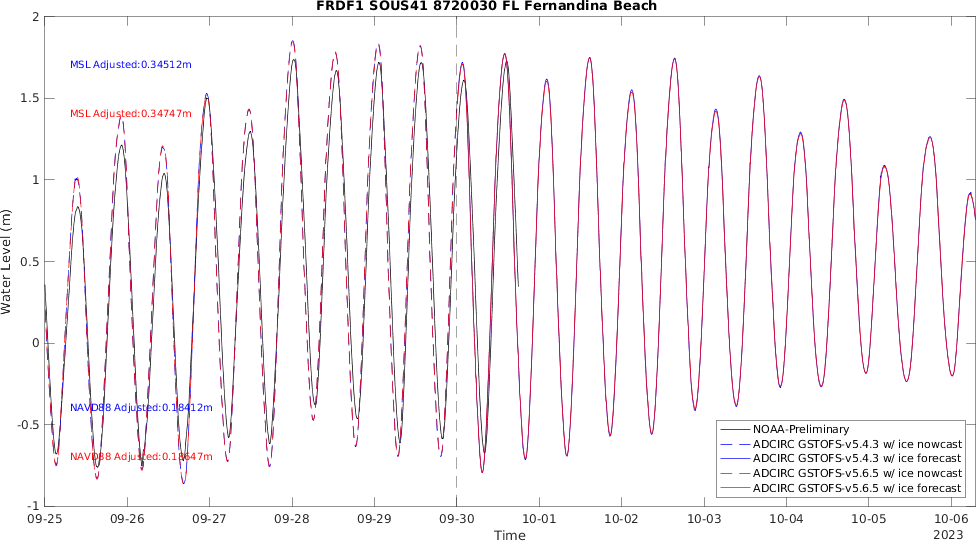 FRDF1 SOUS41 8720030 FL Fernandina Beach
2
1.5
1
0.5
0
-0.5
-1
Water Level (m)
MSL Adjusted:0.34512m
MSL Adjusted:0.34747m
NAVD88 Adjusted:0.18412m
NAVD88 Adjusted:0.18647m
NOAA-Preliminary
ADCIRC GSTOFS-v5.4.3 w/ ice nowcast
ADCIRC GSTOFS-v5.4.3 w/ ice forecast
ADCIRC GSTOFS-v5.6.5 w/ ice nowcast
ADCIRC GSTOFS-v5.6.5 w/ ice forecast
09-25 09-26 09-27 09-28 09-29 09-30 10-01 10-02 10-03 10-04 10-05 10-06
Time
2023